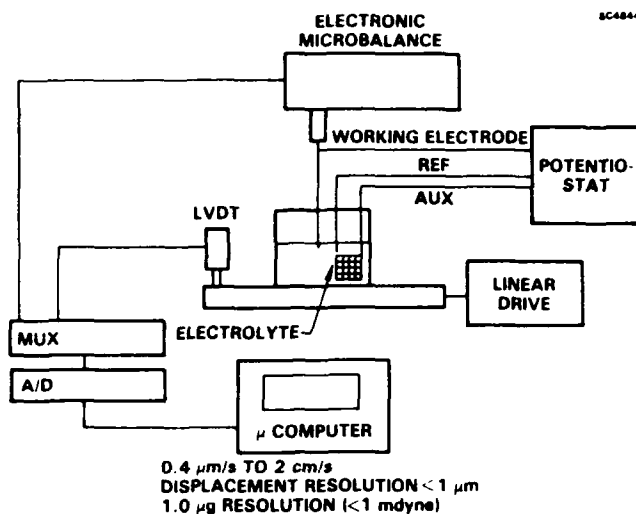 ELECTRONIC
MICROBALANCE
WORKING ELECTRODE
REF
AUX
POTENTIO-
STAT
LVDT
LINEAR
DRIVE
ELECTROLYTE
MUX
A/D
μ COMPUTER
0.4 μm/s TO 2 cm/s
DISPLACEMENT RESOLUTION < 1 μm
1.0 μg RESOLUTION (<1 mdyne)